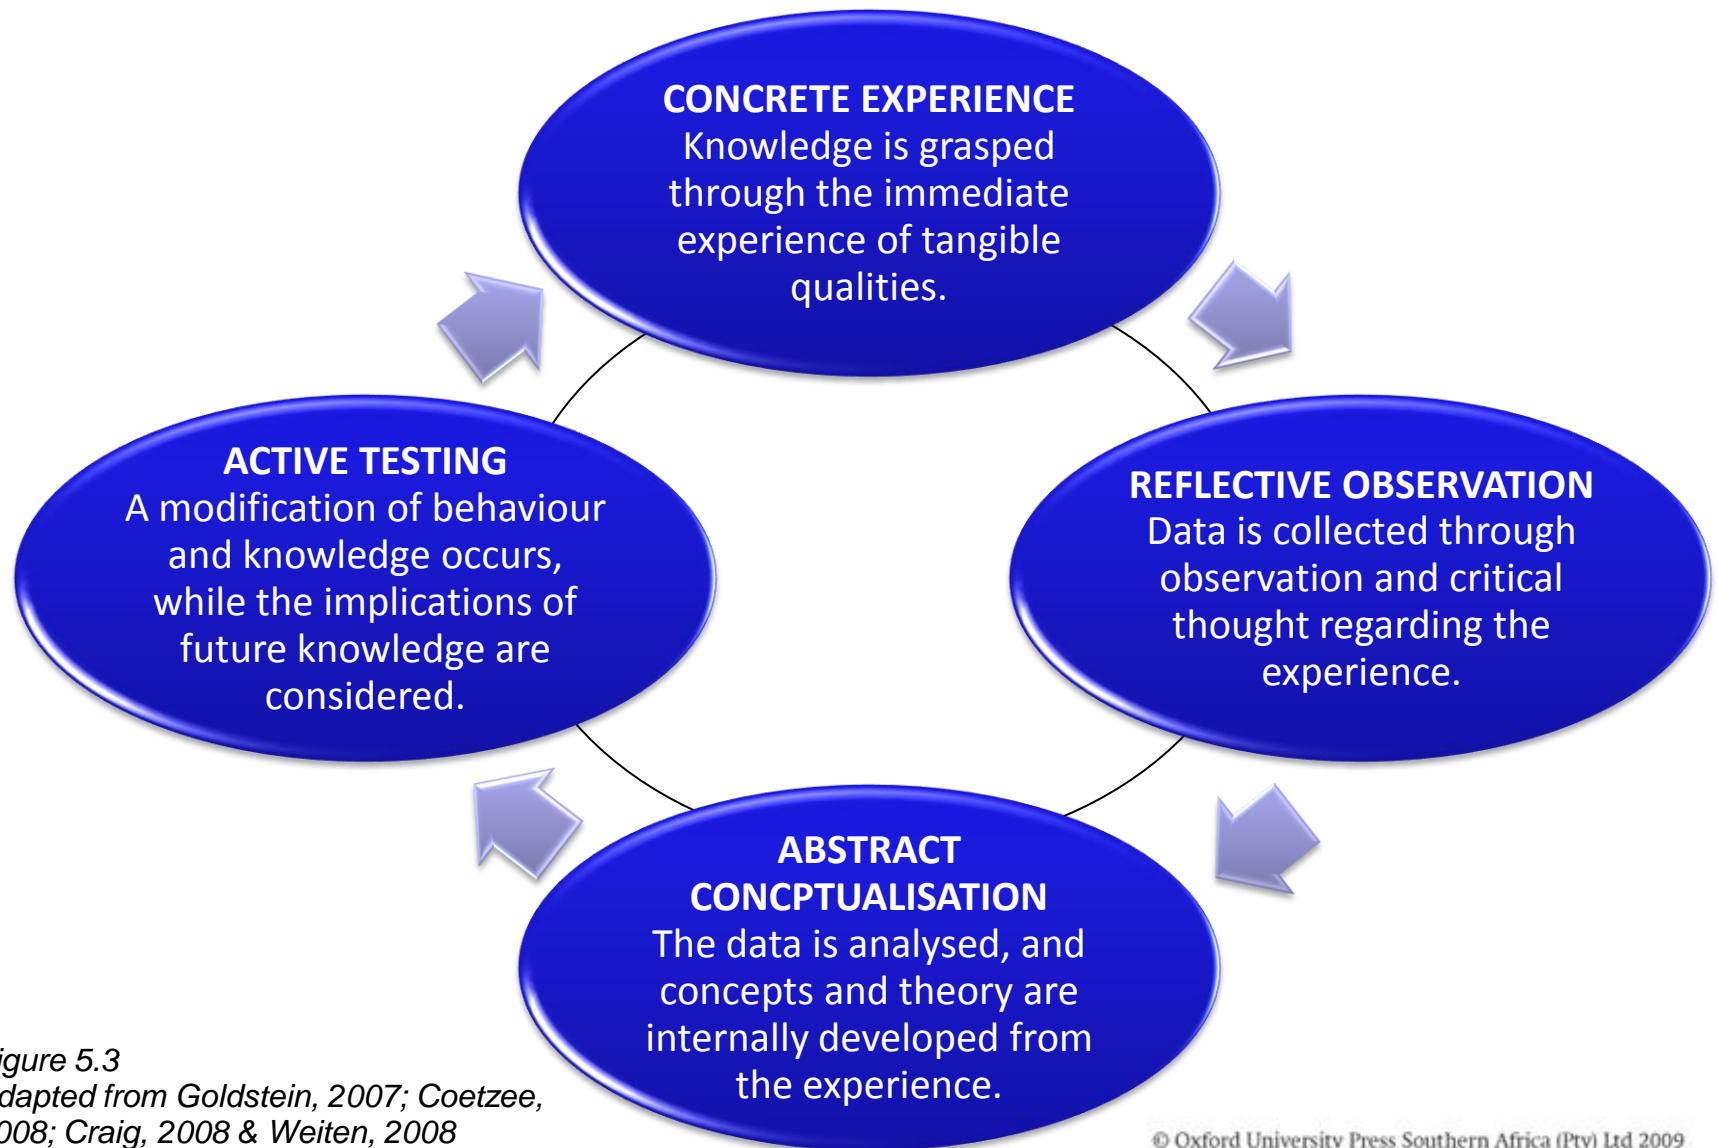 CONCRETE EXPERIENCE
Knowledge is grasped
through the immediate
experience of tangible
qualities.
REFLECTIVE OBSERVATION
Data is collected through
observation and critical
thought regarding the
experience.
ABSTRACT
CONCPTUALISATION
The data is analysed, and
concepts and theory are
internally developed from
the experience.
ACTIVE TESTING
A modification of behaviour
and knowledge occurs,
while the implications of
future knowledge are
considered.
igure 5.3
dapted from Goldstein, 2007; Coetzee,
008; Craig, 2008 & Weiten, 2008
© Oxford University Press Southern Africa (Pty) Ltd 2009